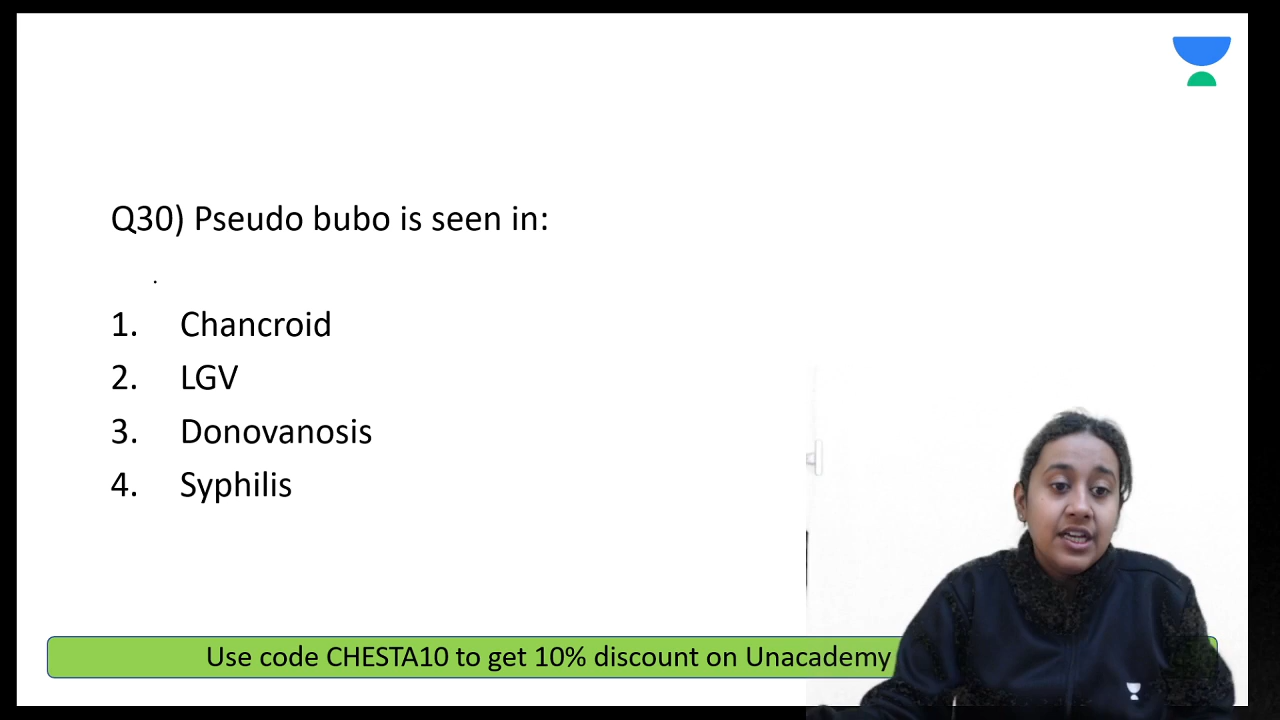 Q30) Pseudo bubo is seen in:
.
1. Chancroid
2. LGV
3. Donovanosis
4. Syphilis
Use code CHESTA10 to get 10% discount on Unacademy